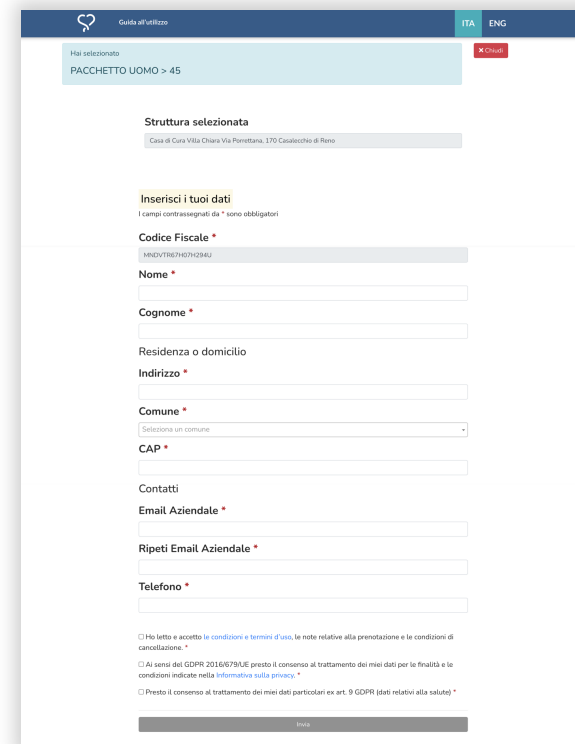 Guida all'utilizzo
ITA ENG
Hai selezionato
PACCHETTO UOMO > 45
Chiudi
Struttura selezionata
Casa di Cura Villa Chiara Via Porrettana, 170 Casalecchio di Reno
Inserisci i tuoi dati
I campi contrassegnati da * sono obbligatori
Codice Fiscale *
MNDVTR67H07H294U
Nome *
Cognome *
Residenza o domicilio
Indirizzo *
Comune *
Seleziona un comune
CAP *
Contatti
Email Aziendale *
Ripeti Email Aziendale *
Telefono *
Ho letto e accetto le condizioni e termini d'uso, le note relative alla prenotazione e le condizioni di
cancellazione. *
Ai sensi del GDPR 2016/679/UE presto il consenso al trattamento dei miei dati per le finalità e le
condizioni indicate nella Informativa sulla privacy. *
Presto il consenso al trattamento dei miei dati particolari ex art. 9 GDPR (dati relativi alla salute) *
Invia